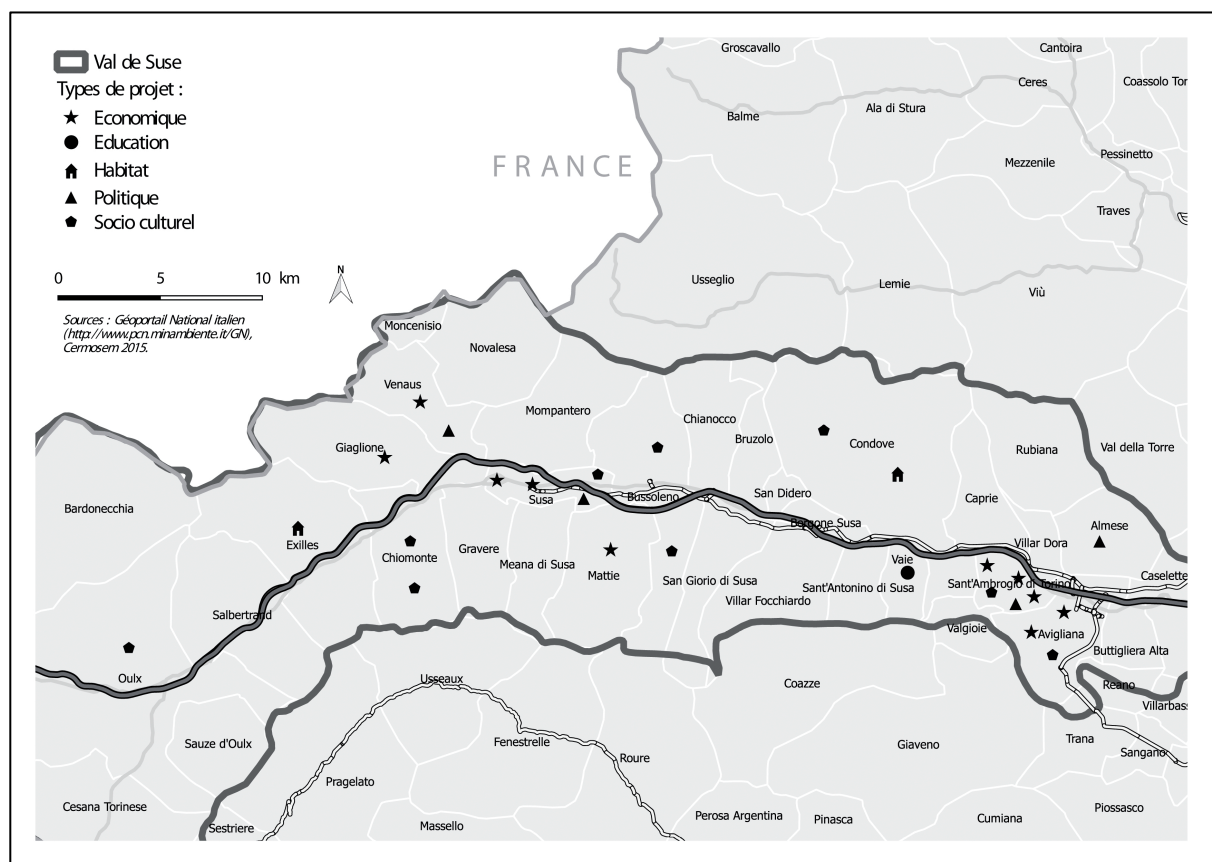 Val de Suse
Types de projet :
Economique
Education
Habitat
Politique
Socio culturel
0 5 10 km
N
Sources : Géoportail National italien
(http://www.pcn.minambiente.it/GN),
Cermosem 2015.
FRANCE
Groscavallo
Cantoira
Ceres
Coassolo Tor
Balme
Ala di Stura
Mezzenile
Pessinetto
Traves
Usseglio
Lemie
Viù
Moncenisio
Novalesa
Venaus
Mompantero
Chianocco
Bruzolo
Condove
Rubiana
Val della Torre
Giaglione
Bardonecchia
Susa
Bussoleno
San Didero
Caprie
Borgone Susa
Almese
Exilles
Chiomonte
Gravere
Meana di Susa
Mattie
San Giorio di Susa
Villar Focchiardo
Vaie
Sant'Antonino di Susa
Villar Dora
Sant'Ambrogio di Torino
Caselette
Salbertrand
Valgioie
Avigliana
Buttigliera Alta
Oulx
Usseaux
Coazze
Reano
Villarbass
Sauze d'Oulx
Fenestrelle
Roure
Giaveno
Trana
Sangano
Pragelato
Cesana Torinese
Sestriere
Massello
Perosa Argentina
Pinasca
Cumiana
Piossasco